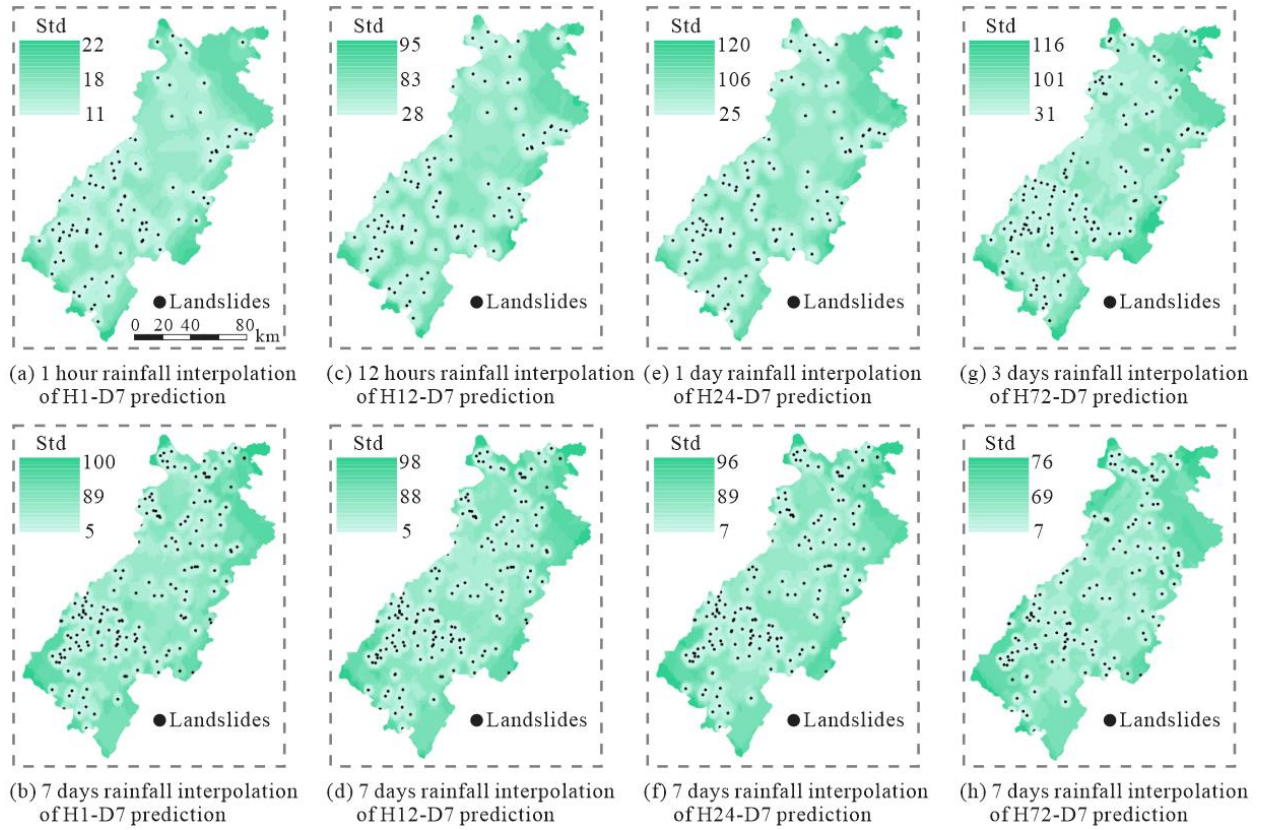 Std
22
18
11
Landslides
0 20 40 80
km
(a) 1 hour rainfall interpolation
of H1-D7 prediction
Std
95
83
28
Landslides
(c) 12 hours rainfall interpolation
of H12-D7 prediction
Std
120
106
25
Landslides
(e) 1 day rainfall interpolation
of H24-D7 prediction
Std
116
101
31
Landslides
(g) 3 days rainfall interpolation
of H72-D7 prediction
Std
100
89
5
Landslides
(b) 7 days rainfall interpolation
of H1-D7 prediction
Std
98
88
5
Landslides
(d) 7 days rainfall interpolation
of H12-D7 prediction
Std
96
89
7
Landslides
(f) 7 days rainfall interpolation
of H24-D7 prediction
Std
76
69
7
Landslides
(h) 7 days rainfall interpolation
of H72-D7 prediction